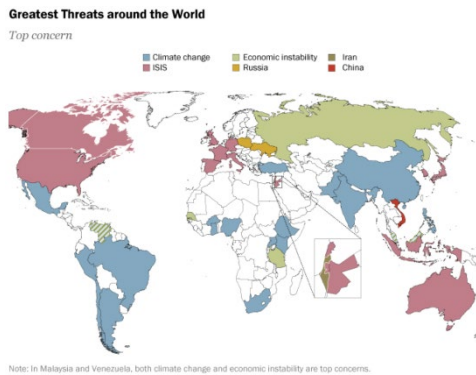 Greatest Threats around the World
Top concern
Climate change Economic instability Iran
ISIS Russia China
Note: In Malaysia and Venezuela, both climate change and economic instability are top concerns.